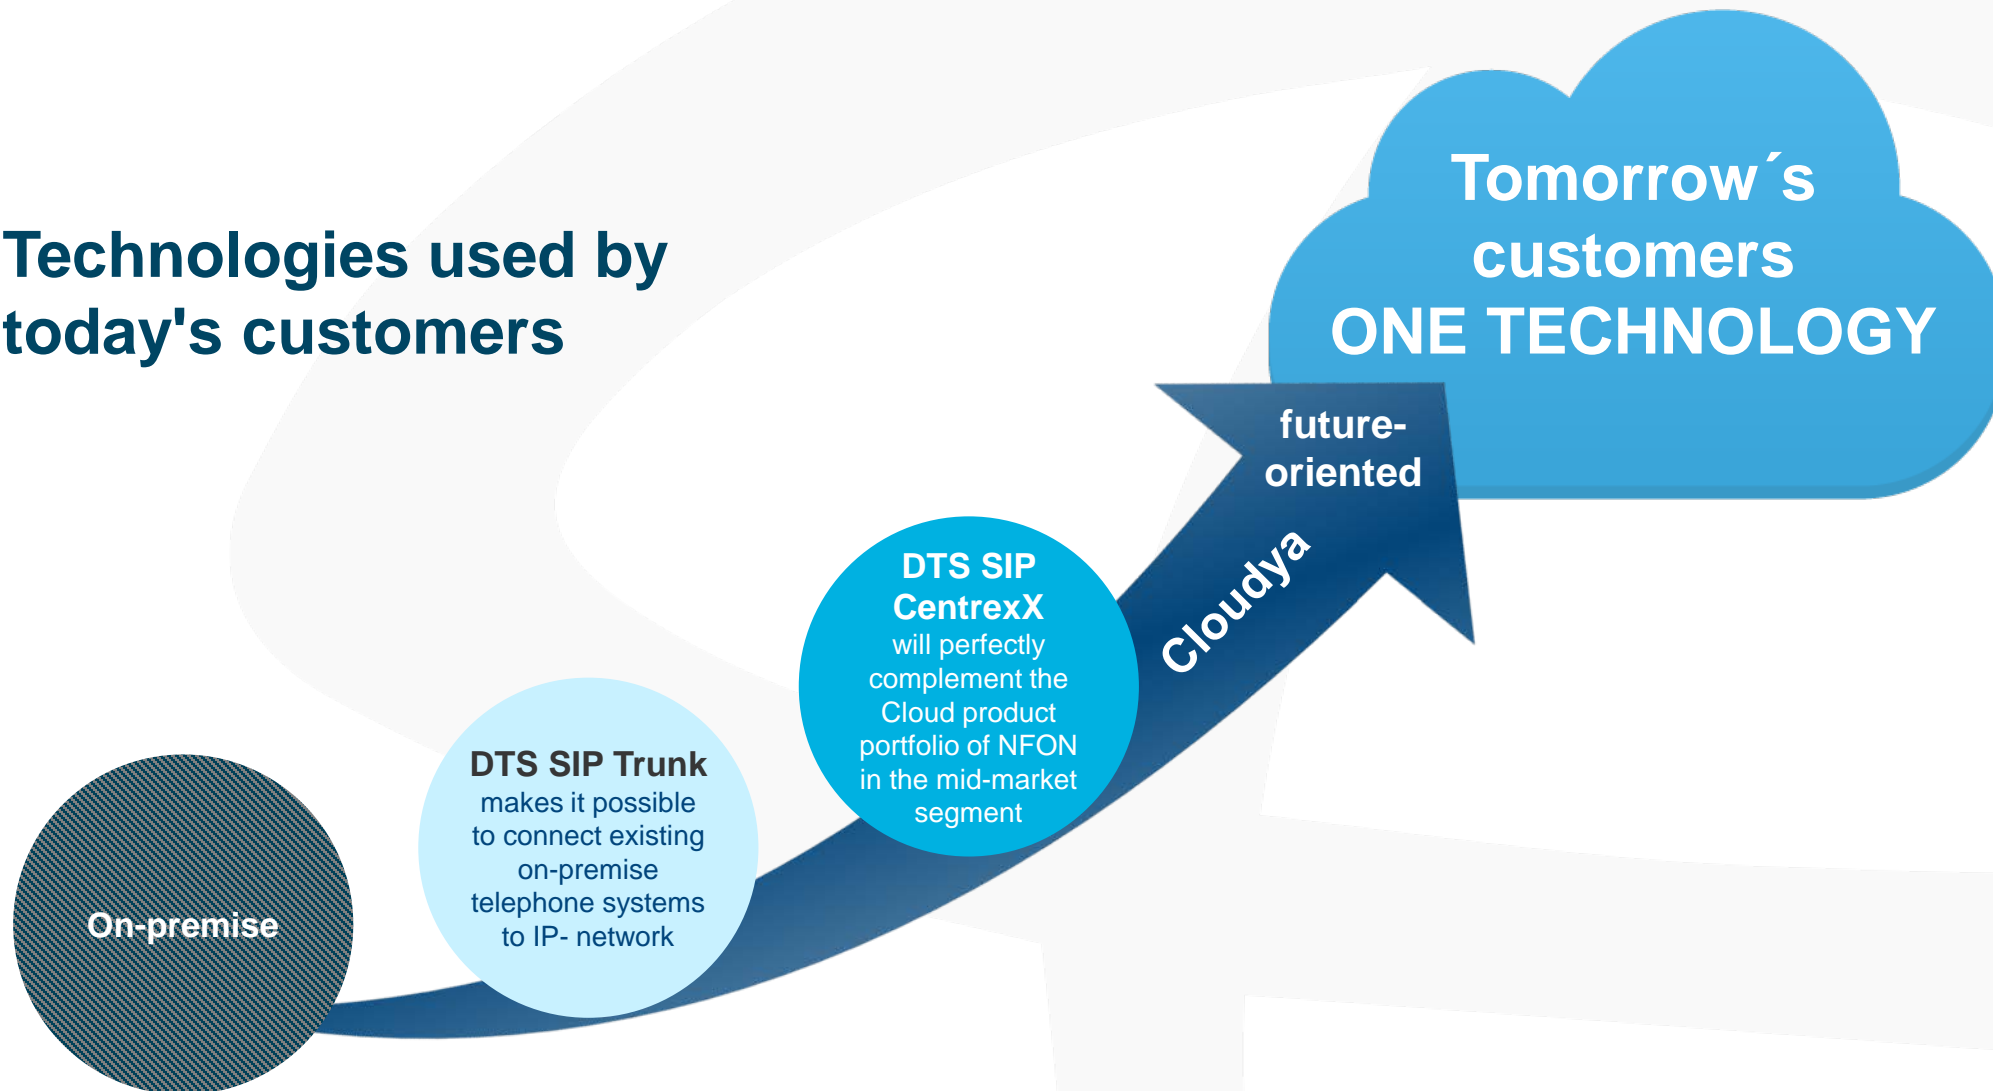 Technologies used by
today's customers
Tomorrow´s
customers
ONE TECHNOLOGY
future-
oriented
Cloudya
DTS SIP
CentrexX
will perfectly
complement the
Cloud product
portfolio of NFON
in the mid-market
segment
DTS SIP Trunk
makes it possible
to connect existing
on-premise
telephone systems
to IP- network
On-premise